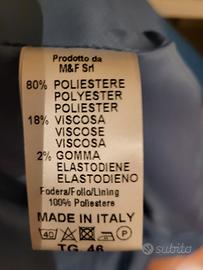 Prodotto da
M&F Srl
80% POLIESTERE
POLYESTER
POLIESTER
18% VISCOSA
VISCOSE
VISCOSA
2% GOMMA
ELASTODIENE
ELASTODIENO
Fodera/Follo/Lining
100% Poliestere
MADE IN ITALY
40 P
TG. 46
subito